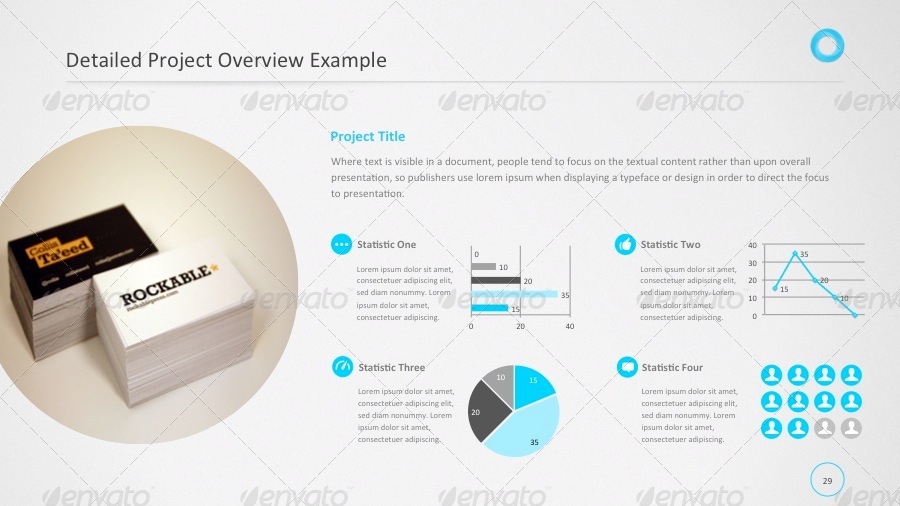 Detailed Project Overview Example
envato envato envato envato envato
Project Title
Where text is visible in a document, people tend to focus on the textual content rather than upon overall
presentation, so publishers use lorem ipsum when displaying a typeface or design in order to direct the focus
to presentation:
Collis
Ta'eed
ROCKABLE
rockablepress.com
Statistic One
Lorem ipsum dolor sit amet,
consectetuer adipiscing elit,
sed diam nonummy. Lorem
ipsum dolor sit amet,
consectetuer adipiscing.
0
10
20
35
15
0 20 40
Statistic Two
Lorem ipsum dolor sit amet,
consectetuer adipiscing elit,
sed diam nonummy. Lorem
ipsum dolor sit amet,
consectetuer adipiscing.
40
30
20
10
0
15 35 20 10
envato envato envato envato envato
Statistic Three
Lorem ipsum dolor sit amet,
consectetuer adipiscing elit,
sed diam nonummy. Lorem
ipsum dolor sit amet,
consectetuer adipiscing.
10 15
20
35
Statistic Four
Lorem ipsum dolor sit amet,
consectetuer adipiscing elit,
sed diam nonummy. Lorem
ipsum dolor sit amet,
consectetuer adipiscing.
29
envato envato envato envato envato